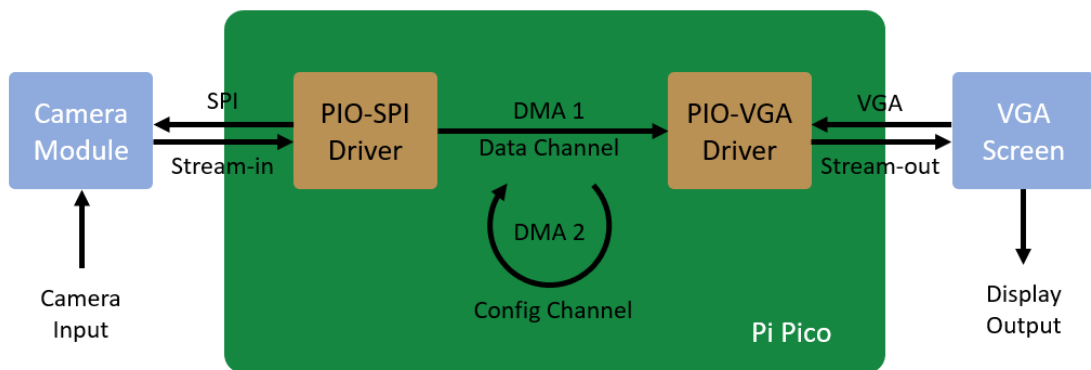 Camera
Module
SPI
Stream-in
PIO-SPI
Driver
DMA 1
Data Channel
PIO-VGA
Driver
VGA
Stream-out
VGA
Screen
DMA 2
Config Channel
Camera
Input
Display
Output
Pi Pico